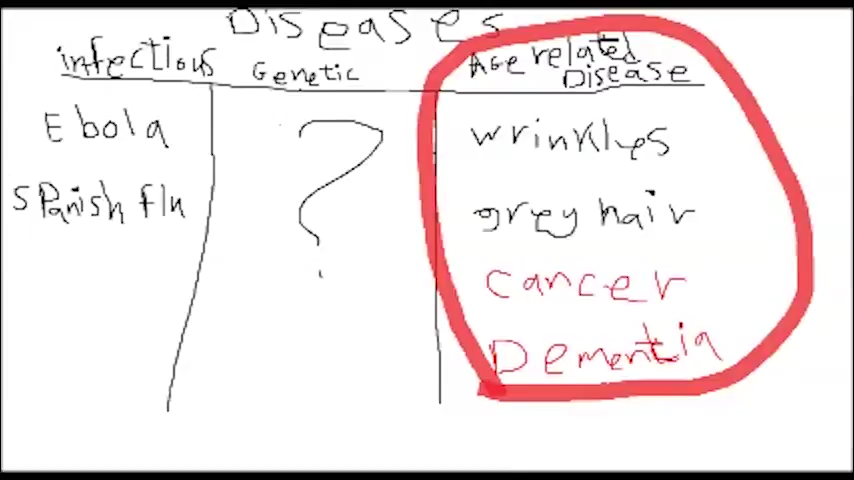 Diseases
infectious
Genetic
Age related
Disease
Ebola
Spanish flu
?
wrinkles
grey hair
cancer
Dementia